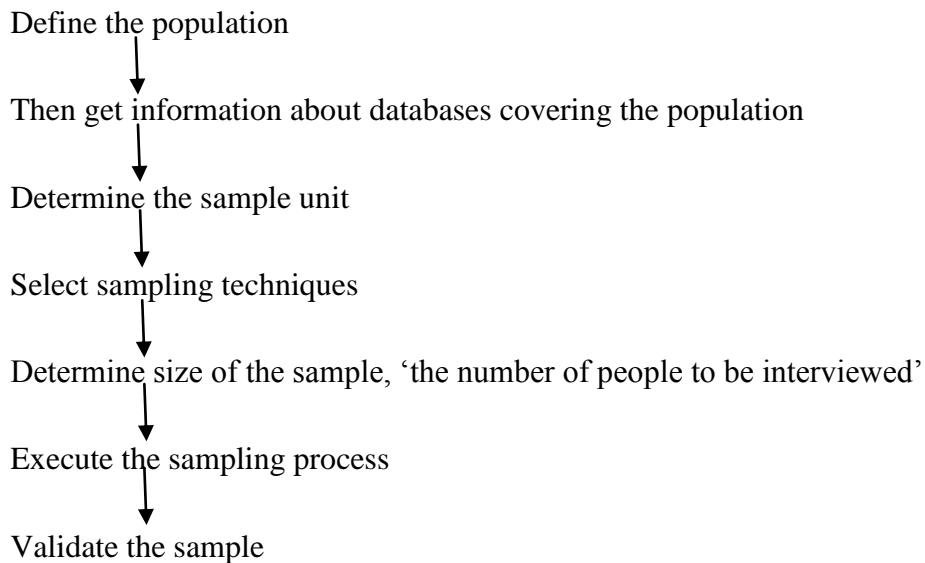 Define the population
Then get information about databases covering the population
Determine the sample unit
Select sampling techniques
Determine size of the sample, ‘the number of people to be interviewed’
Execute the sampling process
Validate the sample